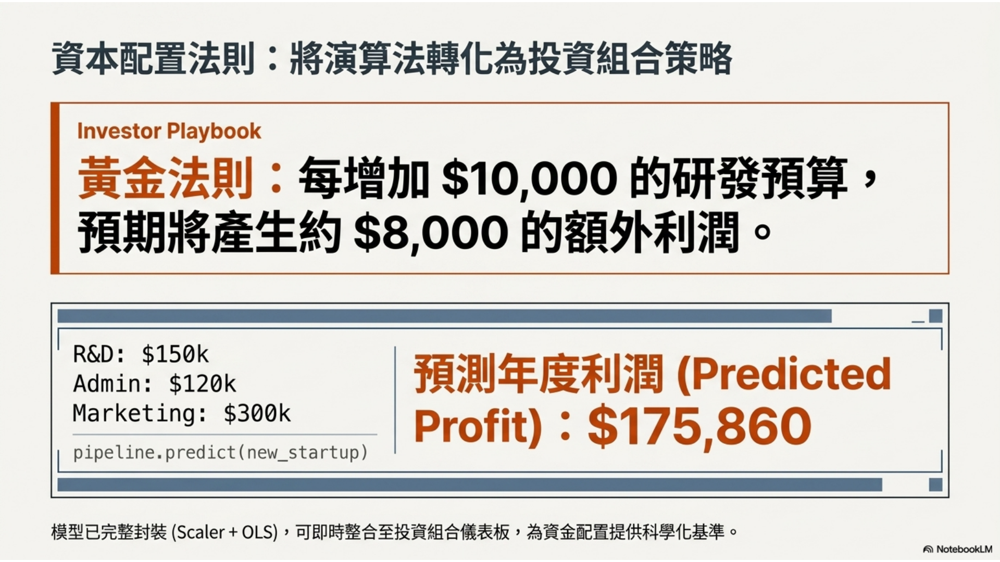 資本配置法則：將演算法轉化為投資組合策略
Investor Playbook
黃金法則：每增加 $10,000 的研發預算，
預期將產生約 $8,000 的額外利潤。
R&D: $150k
Admin: $120k
Marketing: $300k
pipeline.predict(new_startup)
預測年度利潤 (Predicted
Profit)：$175,860
模型已完整封裝 (Scaler + OLS)，可即時整合至投資組合儀表板，為資金配置提供科學化基準。
NotebookLM